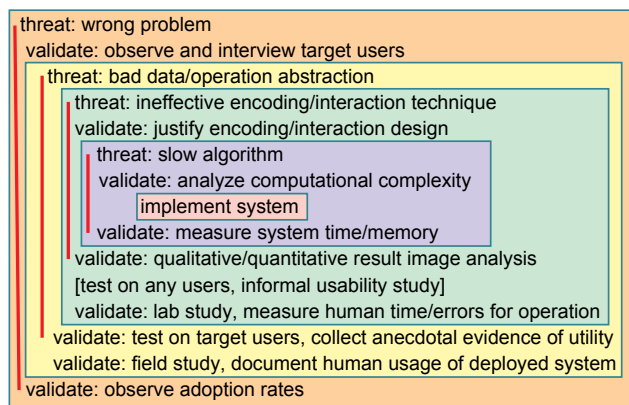 threat: wrong problem
validate: observe and interview target users
threat: bad data/operation abstraction
threat: ineffective encoding/interaction technique
validate: justify encoding/interaction design
threat: slow algorithm
validate: analyze computational complexity
implement system
validate: measure system time/memory
validate: qualitative/quantitative result image analysis
[test on any users, informal usability study]
validate: lab study, measure human time/errors for operation
validate: test on target users, collect anecdotal evidence of utility
validate: field study, document human usage of deployed system
validate: observe adoption rates